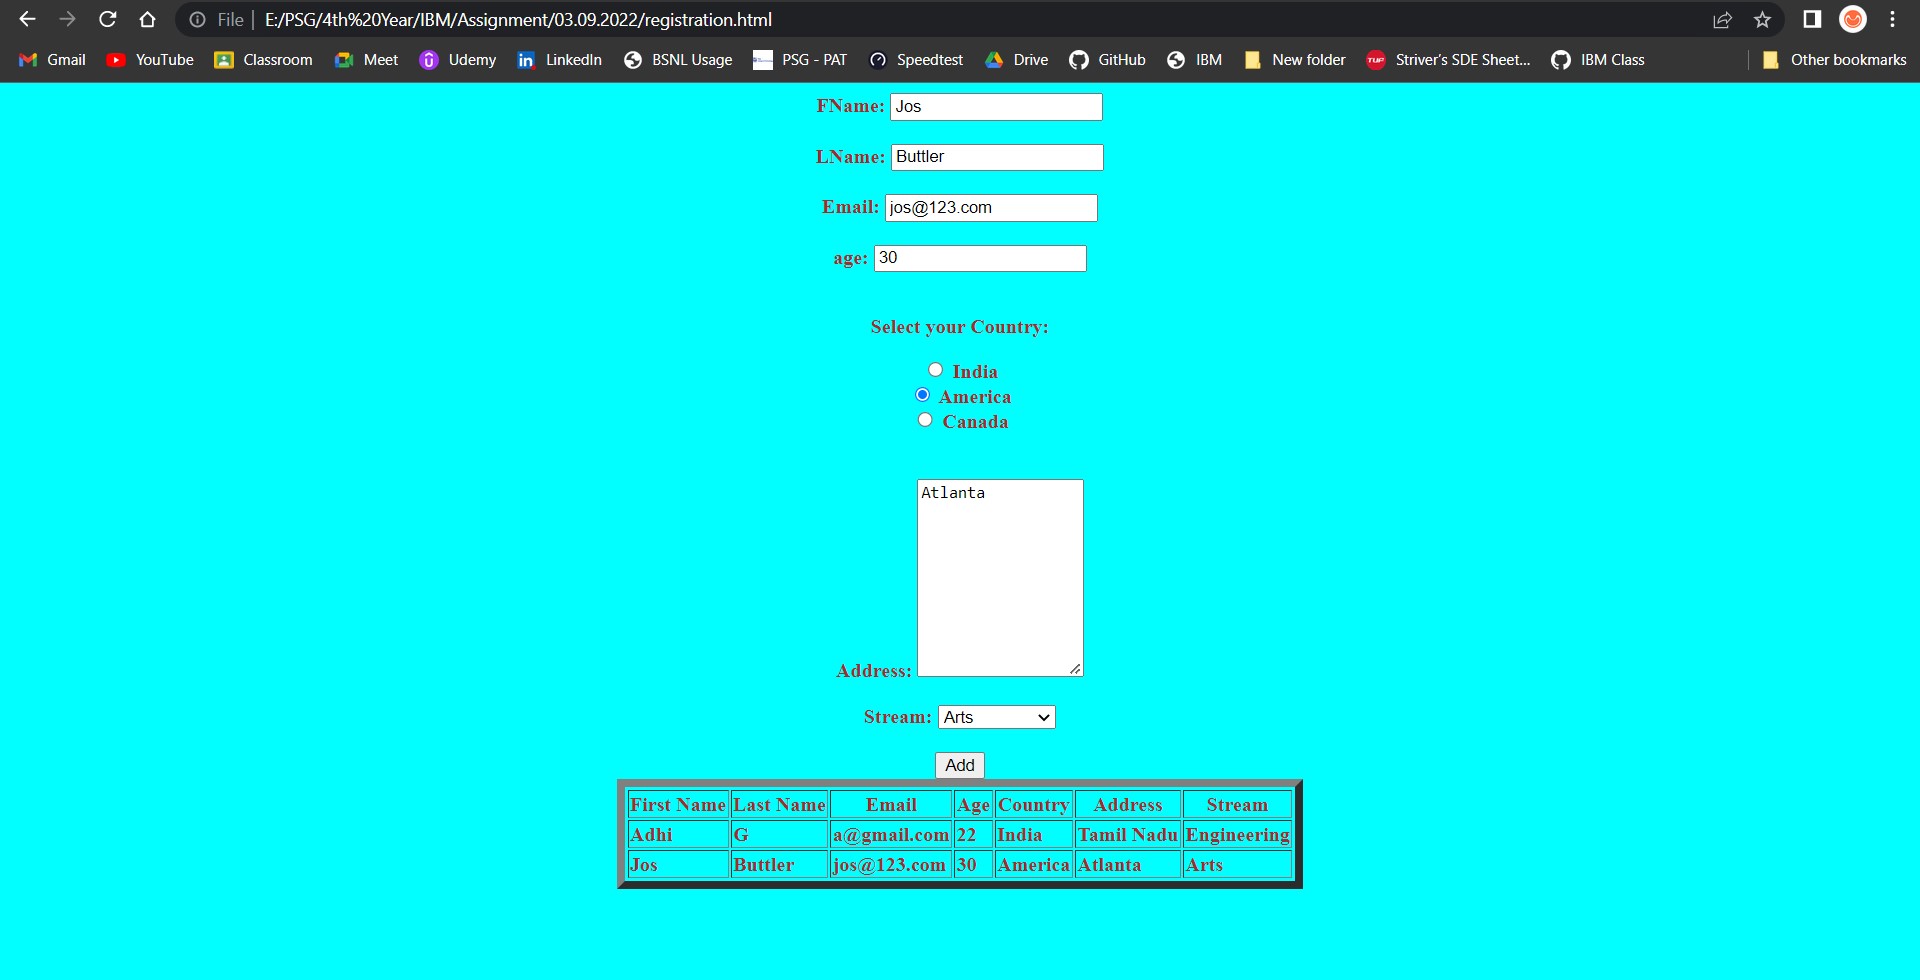 File | E:/PSG/4th%20Year/IBM/Assignment/03.09.2022/registration.html
Gmail YouTube Classroom Meet Udemy LinkedIn BSNL Usage PSG - PAT Speedtest Drive GitHub IBM New folder TUF Striver's SDE Sheet... IBM Class Other bookmarks
FName: Jos
LName: Buttler
Email: jos@123.com
age: 30
Select your Country:
India
America
Canada
Atlanta
Address:
Stream: Arts
Add
First Name Last Name Email Age Country Address Stream
Adhi G a@gmail.com 22 India Tamil Nadu Engineering
Jos Buttler jos@123.com 30 America Atlanta Arts